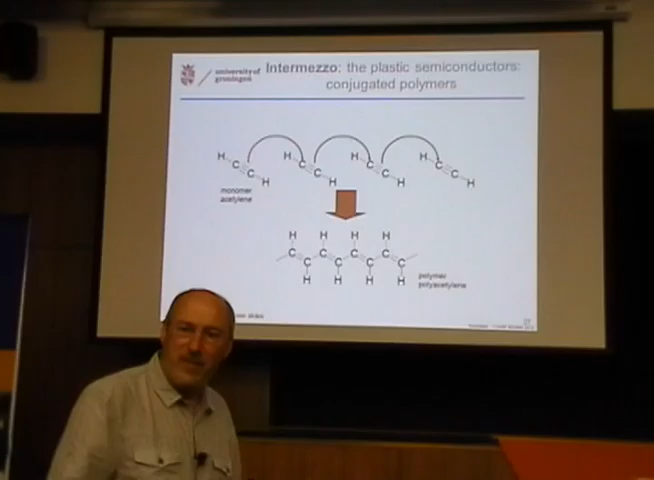 university of
groningen
Intermezzo: the plastic semiconductors:
conjugated polymers
H C C H H C C H H C C H H C C H
monomer
acetylene
H H H H
C C C C C C C C
H H H H
polymer
polyacetylene